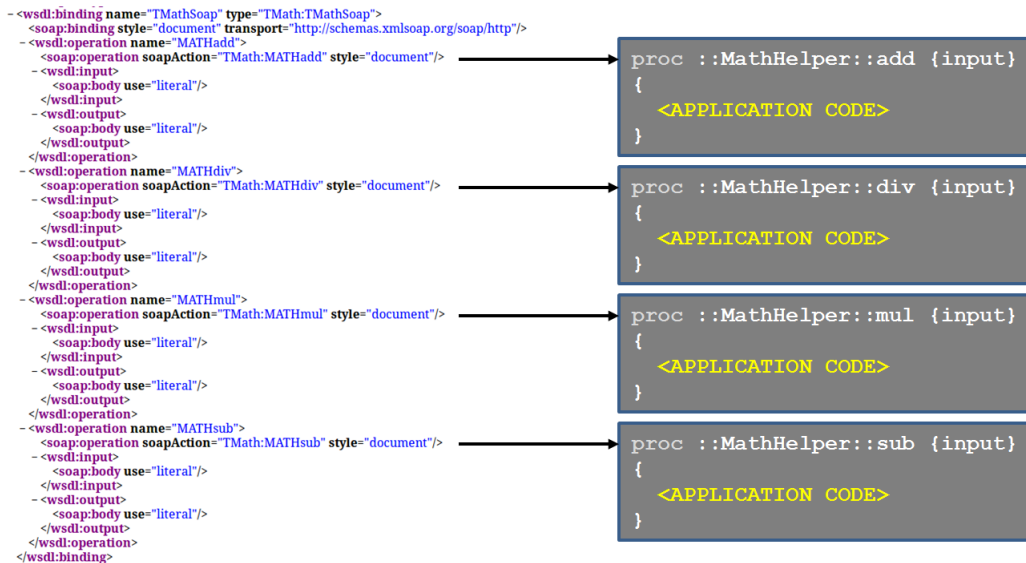 - <wsdl:binding name="TMathSoap" type="TMath:TMathSoap">
<soap:binding style="document" transport="http://schemas.xmlsoap.org/soap/http"/>
- <wsdl:operation name="MATHadd">
<soap:operation soapAction="TMath:MATHadd" style="document"/>
- <wsdl:input>
<soap:body use="literal"/>
</wsdl:input>
- <wsdl:output>
<soap:body use="literal"/>
</wsdl:output>
</wsdl:operation>
- <wsdl:operation name="MATHdiv">
<soap:operation soapAction="TMath:MATHdiv" style="document"/>
- <wsdl:input>
<soap:body use="literal"/>
</wsdl:input>
- <wsdl:output>
<soap:body use="literal"/>
</wsdl:output>
</wsdl:operation>
- <wsdl:operation name="MATHmul">
<soap:operation soapAction="TMath:MATHmul" style="document"/>
- <wsdl:input>
<soap:body use="literal"/>
</wsdl:input>
- <wsdl:output>
<soap:body use="literal"/>
</wsdl:output>
</wsdl:operation>
- <wsdl:operation name="MATHsub">
<soap:operation soapAction="TMath:MATHsub" style="document"/>
- <wsdl:input>
<soap:body use="literal"/>
</wsdl:input>
- <wsdl:output>
<soap:body use="literal"/>
</wsdl:output>
</wsdl:operation>
</wsdl:binding>
proc ::MathHelper::add {input}
{
<APPLICATION CODE>
}
proc ::MathHelper::div {input}
{
<APPLICATION CODE>
}
proc ::MathHelper::mul {input}
{
<APPLICATION CODE>
}
proc ::MathHelper::sub {input}
{
<APPLICATION CODE>
}